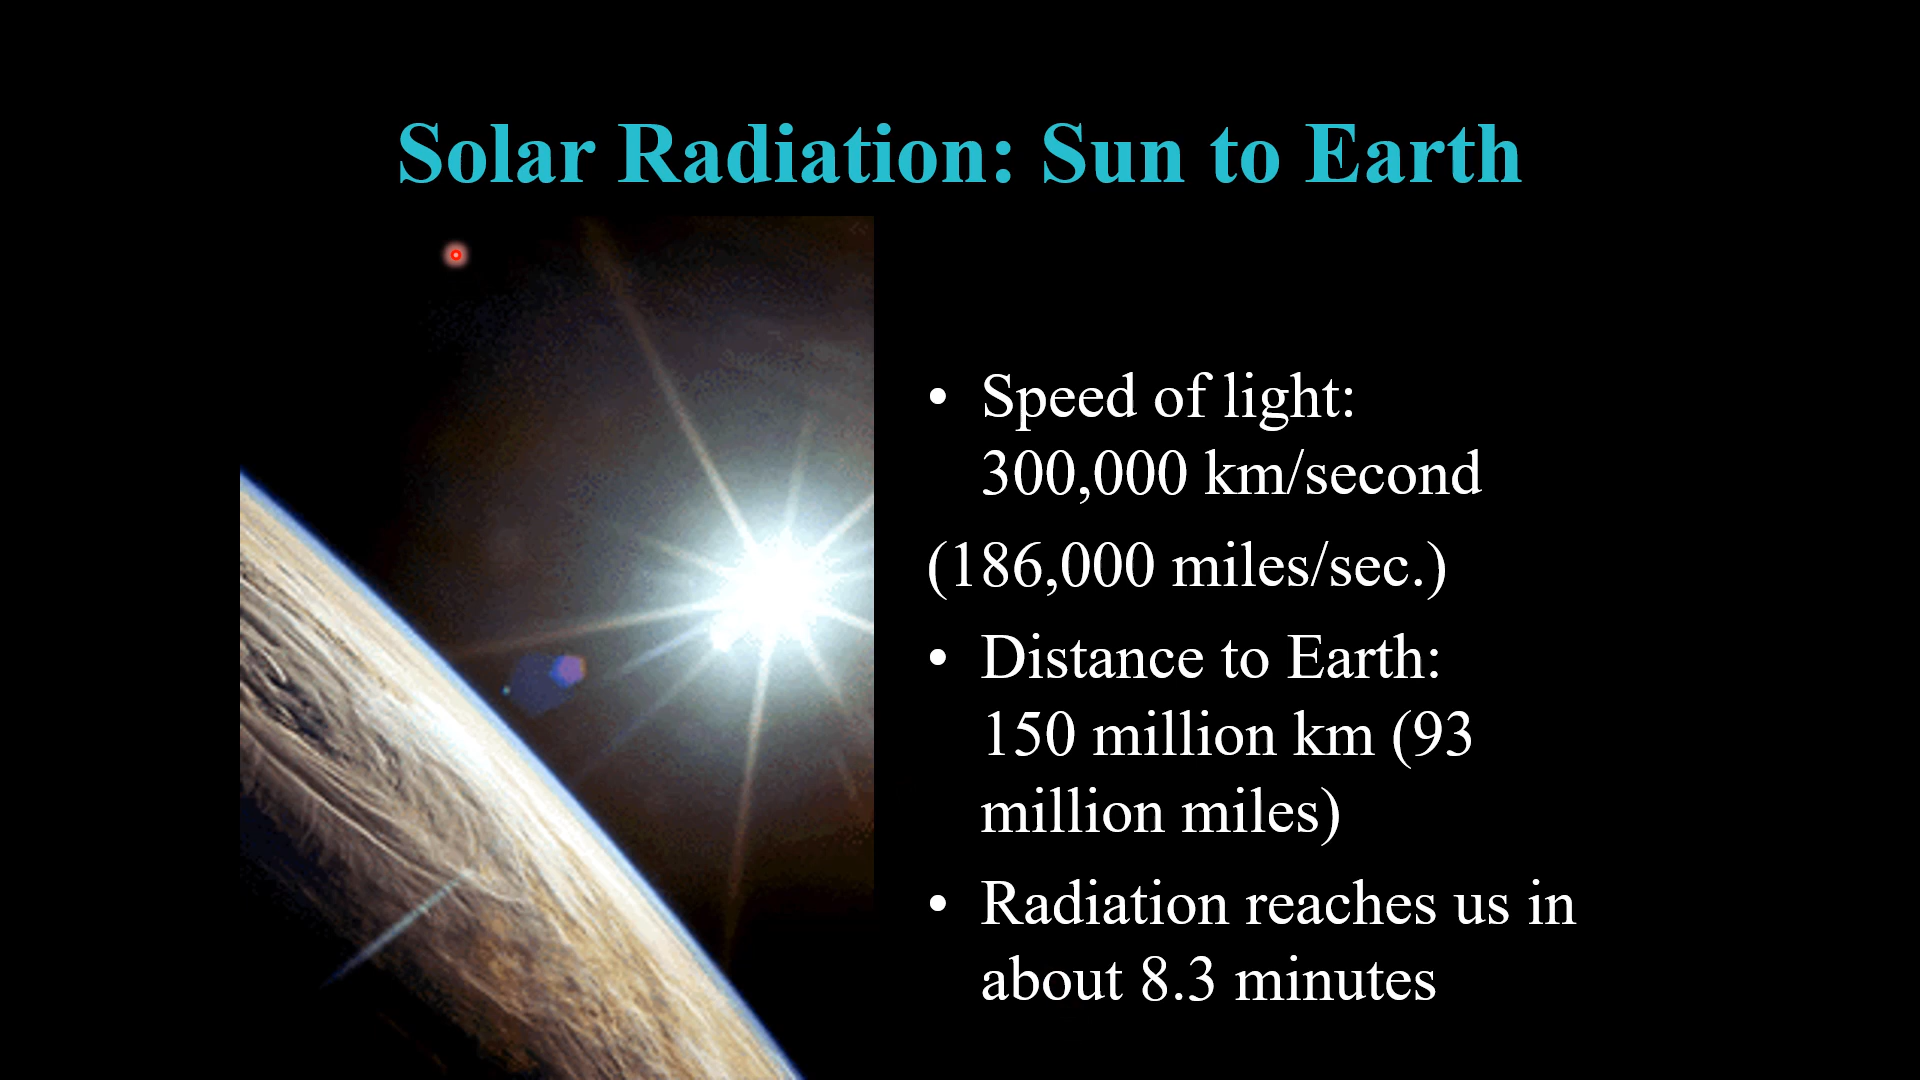 Solar Radiation: Sun to Earth
• Speed of light:
300,000 km/second
(186,000 miles/sec.)
• Distance to Earth:
150 million km (93
million miles)
• Radiation reaches us in
about 8.3 minutes